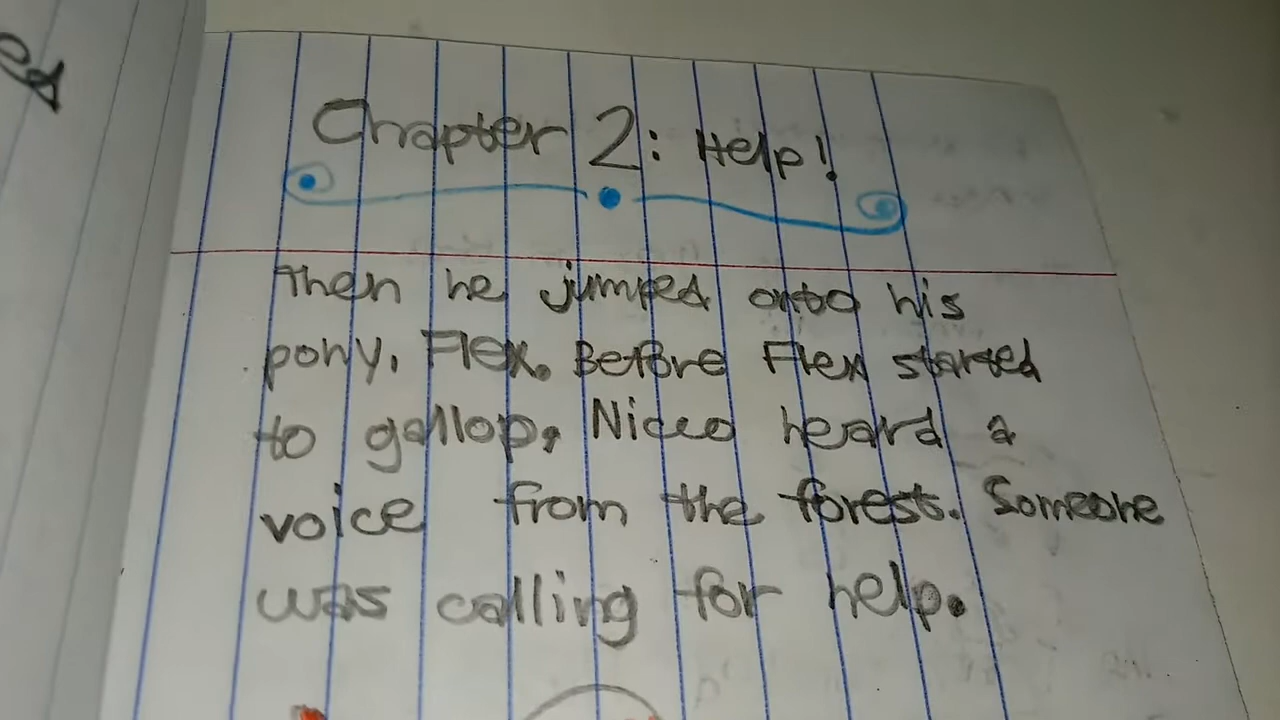 Chapter 2: Help!
Then he jumped onto his
pony, Flex. Before Flex started
to gallop, Niceo heard a
voice from the forest. Someone
was calling for help.